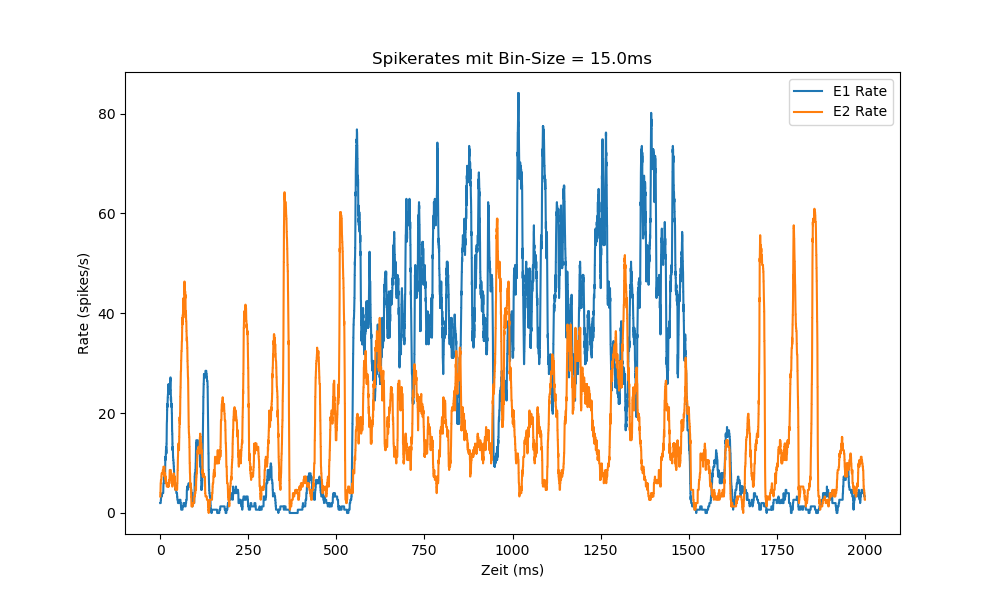 Spikerates mit Bin-Size = 15.0ms
E1 Rate
E2 Rate
Rate (spikes/s)
80
60
40
20
0
0 250 500 750 1000 1250 1500 1750 2000
Zeit (ms)